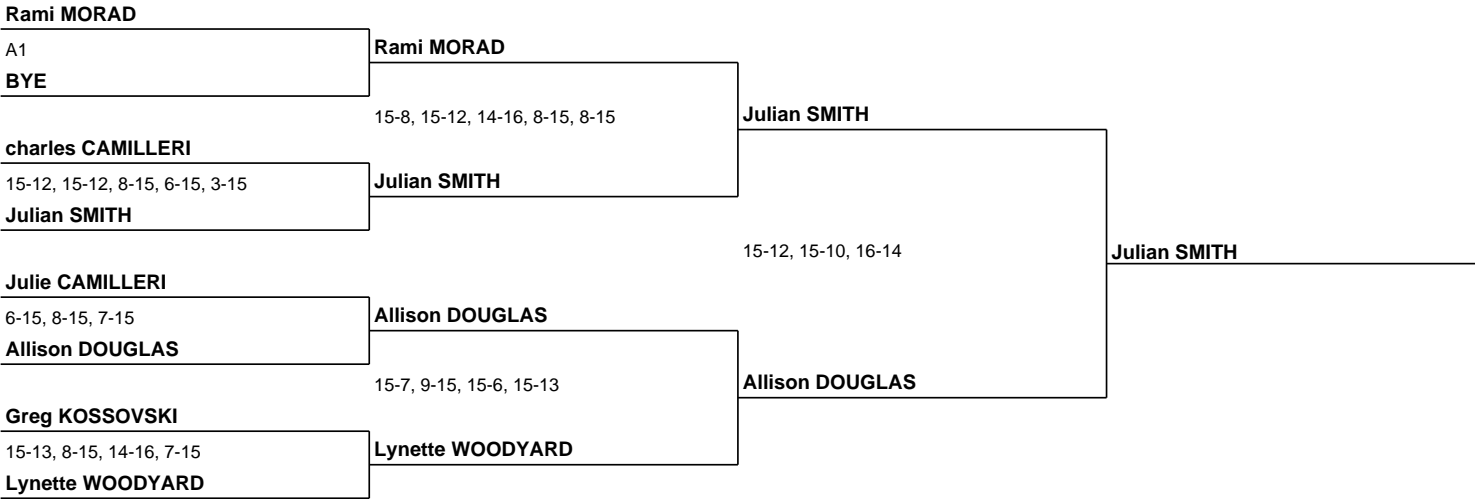 Rami MORAD
A1
BYE
Rami MORAD
15-8, 15-12, 14-16, 8-15, 8-15
Julian SMITH
charles CAMILLERI
15-12, 15-12, 8-15, 6-15, 3-15
Julian SMITH
Julian SMITH
15-12, 15-10, 16-14
Julian SMITH
Julie CAMILLERI
6-15, 8-15, 7-15
Allison DOUGLAS
Allison DOUGLAS
15-7, 9-15, 15-6, 15-13
Allison DOUGLAS
Greg KOSSOVSKI
15-13, 8-15, 14-16, 7-15
Lynette WOODYARD
Lynette WOODYARD